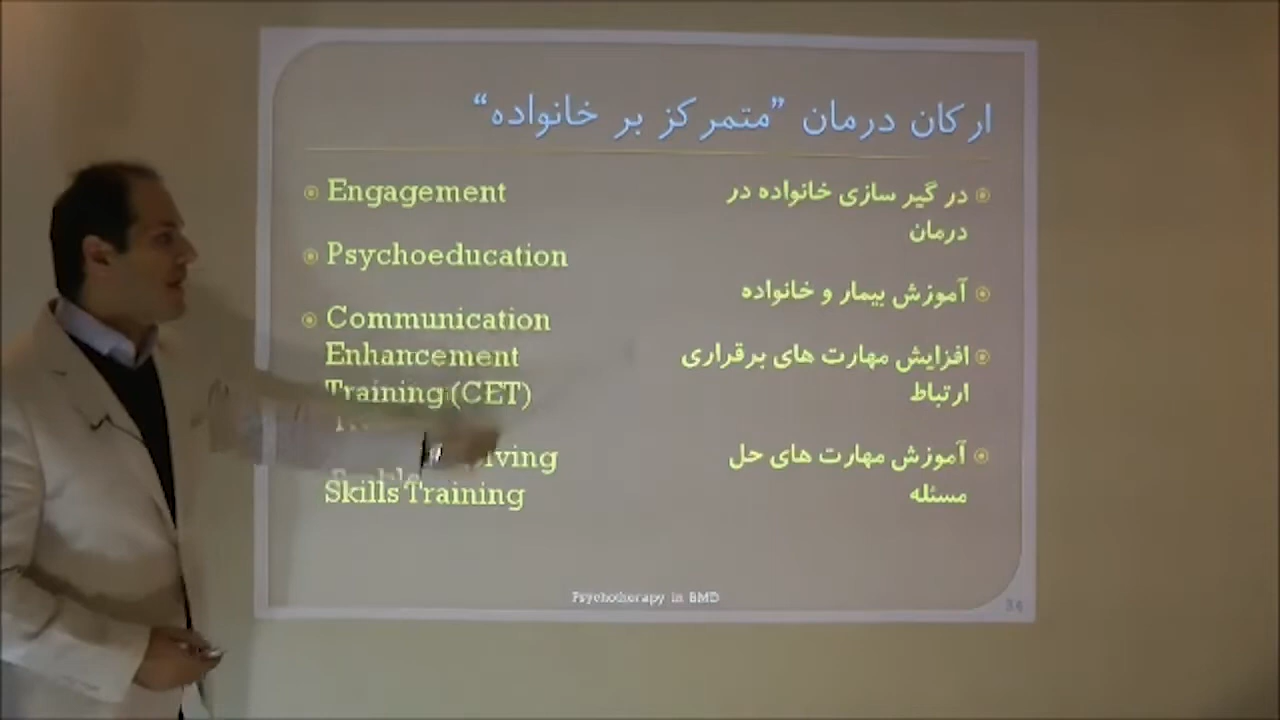 ارکان درمان ”متمرکز بر خانواده“
Engagement
Psychoeducation
Communication
Enhancement
Training (CET)
Skills Training
در گیر سازی خانواده در
درمان
آموزش بیمار و خانواده
افزایش مهارت های برقراری
ارتباط
آموزش مهارت های حل
مسئله
Psychotherapy in BMD